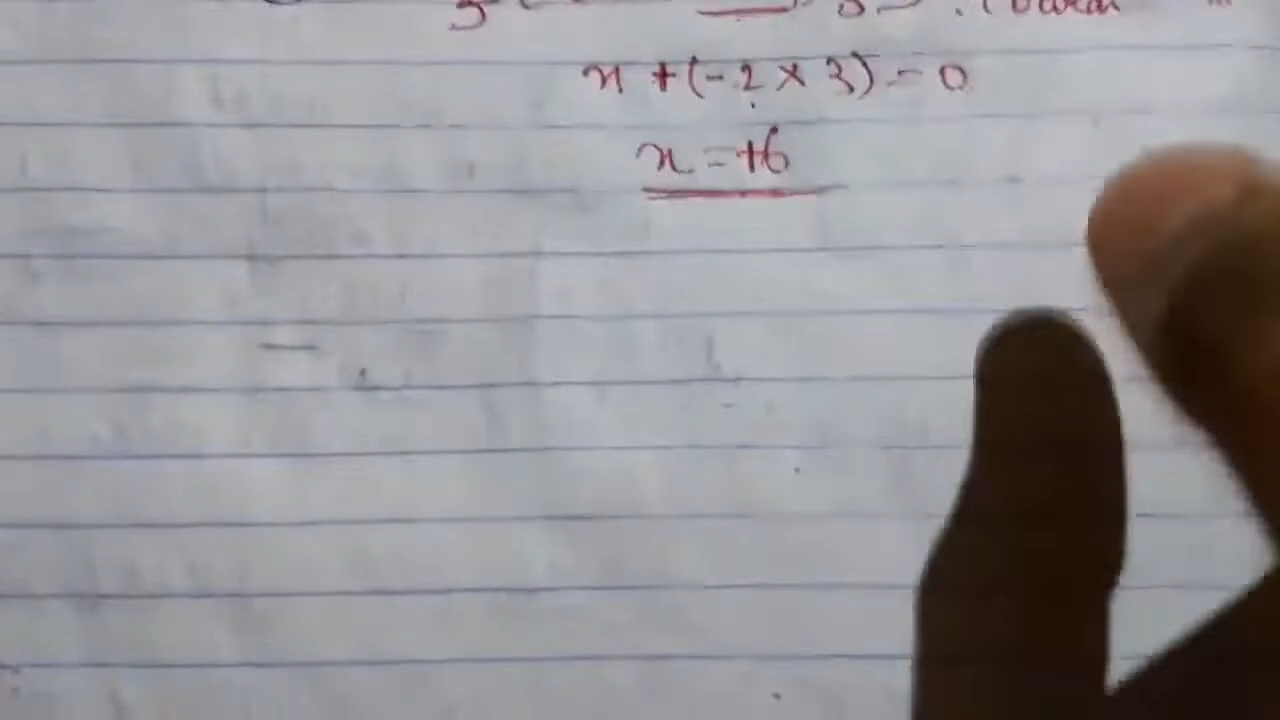 x + (-2 × 3) = 0
x = +6